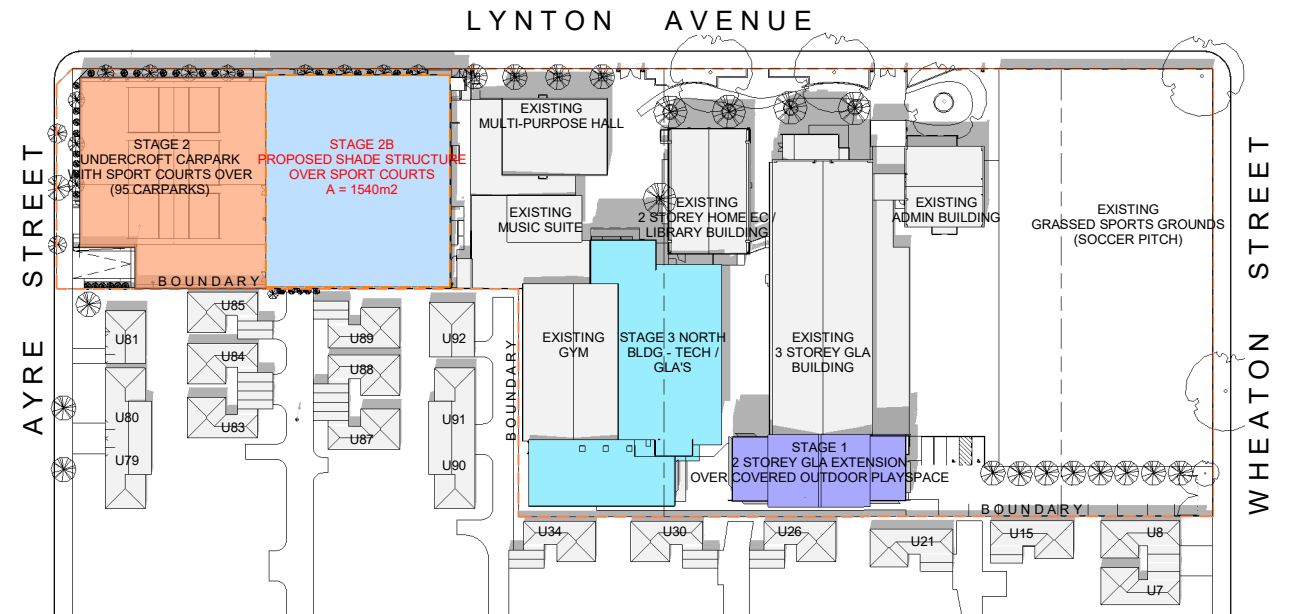 LYNTON AVENUE
AYRE STREET
WHEATON STREET
STAGE 2
UNDERCROFT CARPARK
WITH SPORT COURTS OVER
(95 CARPARKS)
STAGE 2B
PROPOSED SHADE STRUCTURE
OVER SPORT COURTS
A = 1540m2
EXISTING
MULTI-PURPOSE HALL
EXISTING
MUSIC SUITE
EXISTING
2 STOREY HOME EC /
LIBRARY BUILDING
EXISTING
ADMIN BUILDING
EXISTING
GRASSED SPORTS GROUNDS
(SOCCER PITCH)
BOUNDARY
EXISTING
GYM
STAGE 3 NORTH
BLDG - TECH /
GLA'S
EXISTING
3 STOREY GLA
BUILDING
STAGE 1
2 STOREY GLA EXTENSION
OVER COVERED OUTDOOR PLAYSPACE
BOUNDARY
BOUNDARY
U85
U81
U89
U92
U84
U88
U80
U83
U87
U91
U79
U90
U34
U30
U26
U21
U15
U8
U7